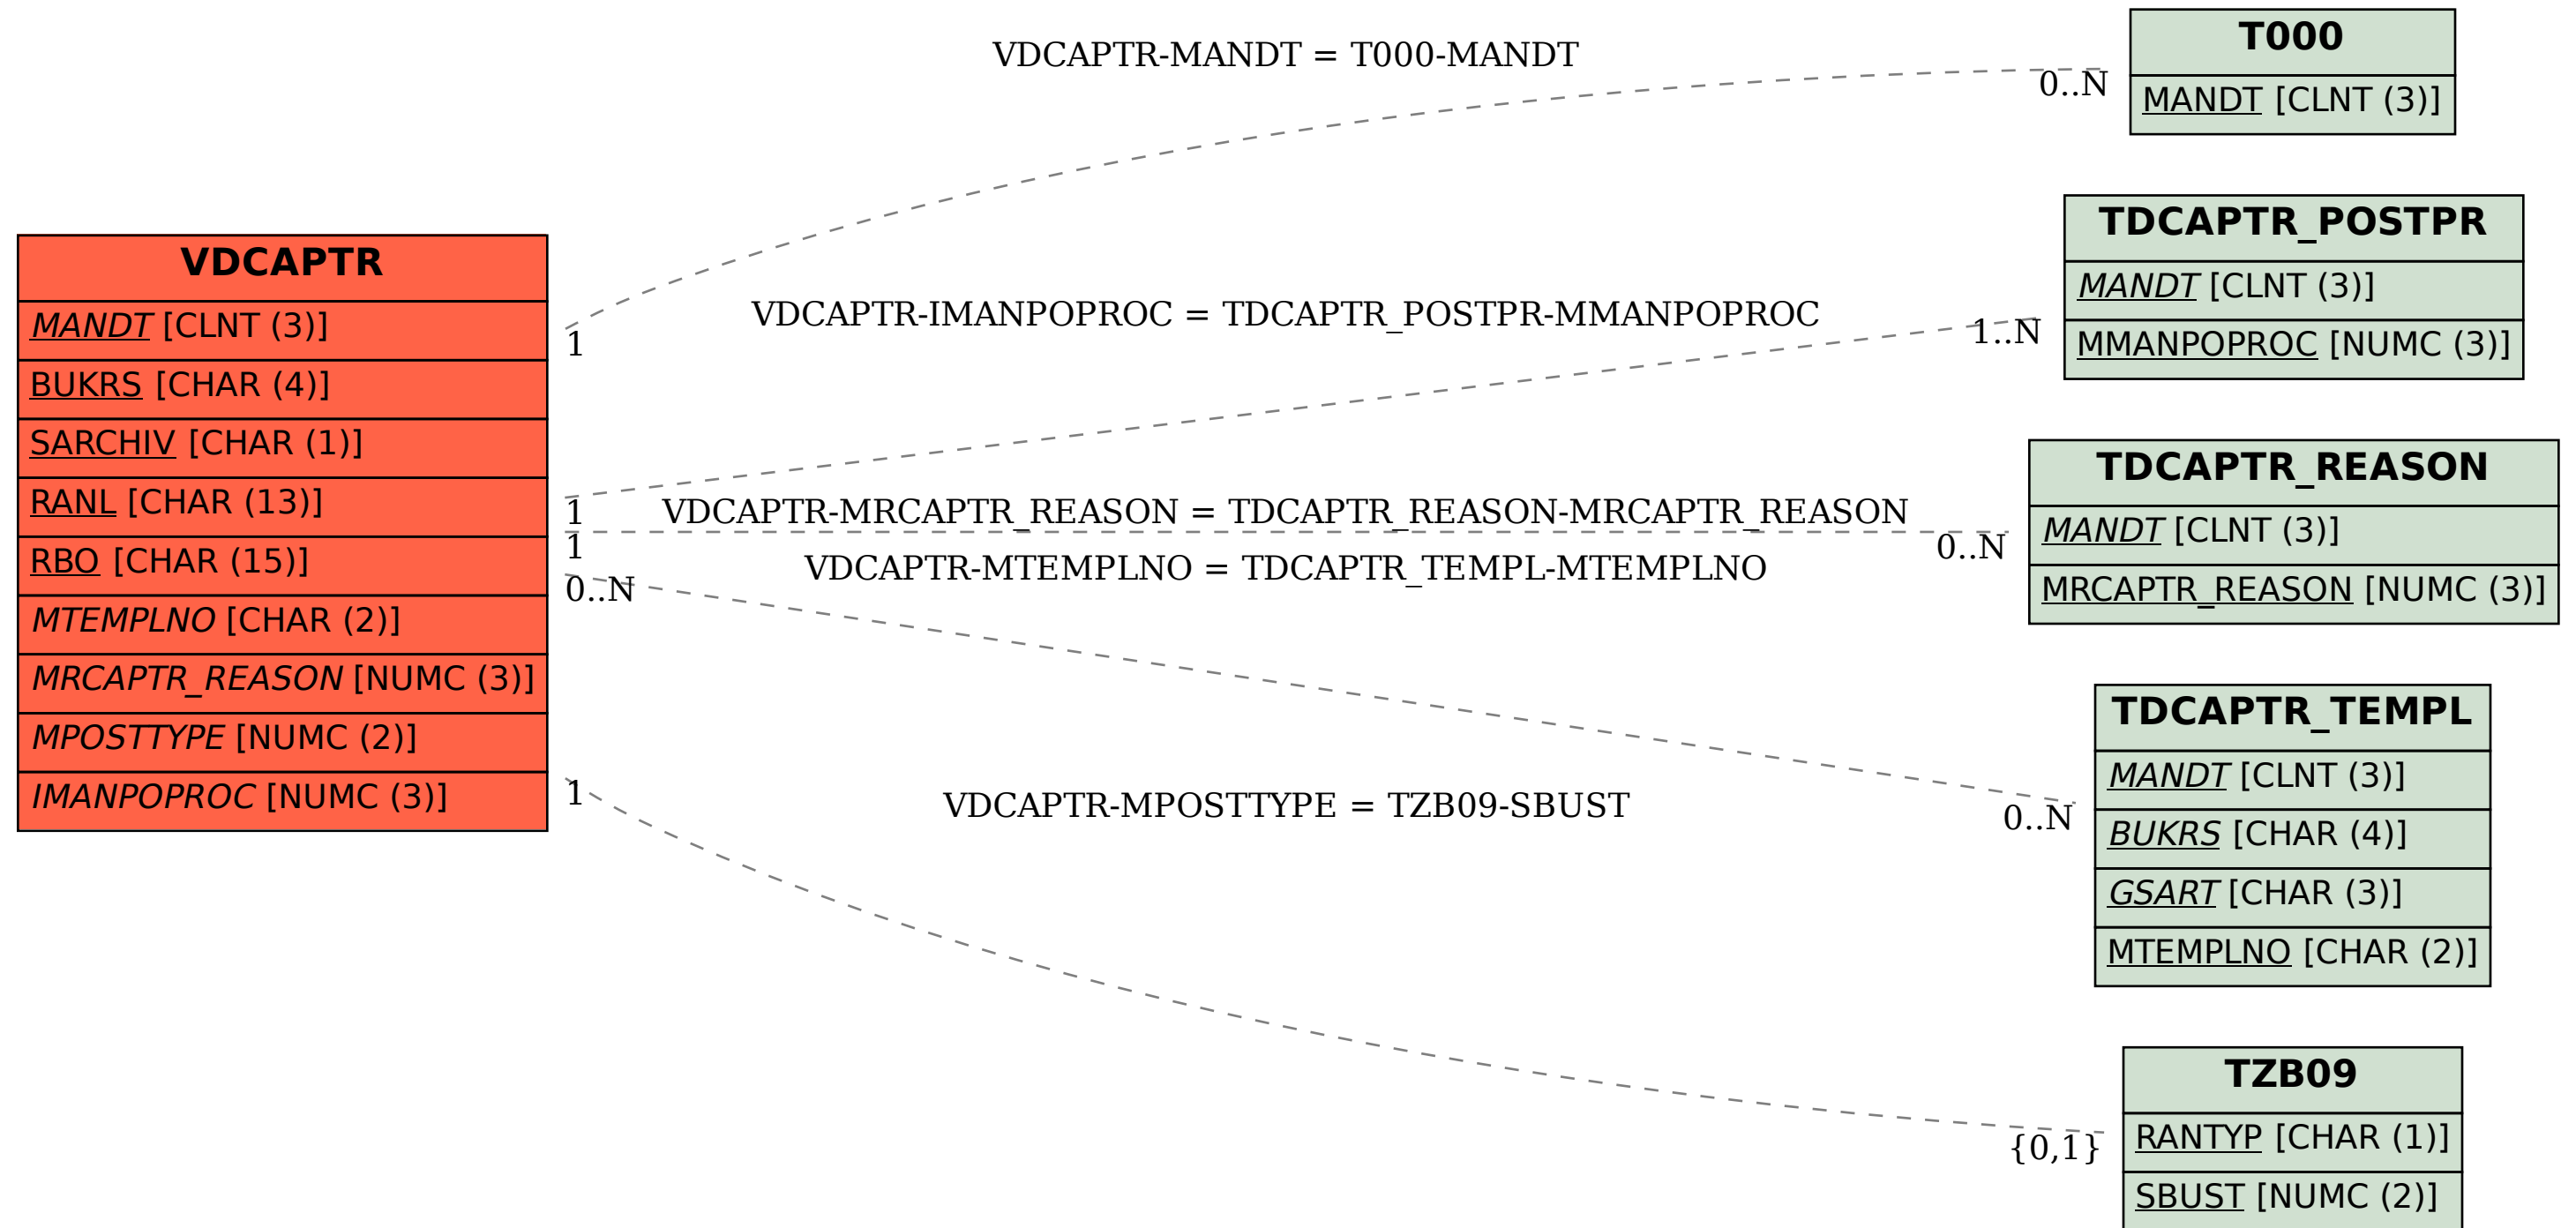 VDCAPTR
MANDT [CLNT (3)]
BUKRS [CHAR (4)]
SARCHIV [CHAR (1)]
RANL [CHAR (13)]
RBO [CHAR (15)]
MTEMPLNO [CHAR (2)]
MRCAPTR_REASON [NUMC (3)]
MPOSTTYPE [NUMC (2)]
IMANPOPROC [NUMC (3)]
VDCAPTR-MANDT = T000-MANDT
1
0..N
VDCAPTR-IMANPOPROC = TDCAPTR_POSTPR-MMANPOPROC
1
1..N
VDCAPTR-MRCAPTR_REASON = TDCAPTR_REASON-MRCAPTR_REASON
1
0..N
VDCAPTR-MTEMPLNO = TDCAPTR_TEMPL-MTEMPLNO
0..N
0..N
VDCAPTR-MPOSTTYPE = TZB09-SBUST
1
{0,1}
T000
MANDT [CLNT (3)]
TDCAPTR_POSTPR
MANDT [CLNT (3)]
MMANPOPROC [NUMC (3)]
TDCAPTR_REASON
MANDT [CLNT (3)]
MRCAPTR_REASON [NUMC (3)]
TDCAPTR_TEMPL
MANDT [CLNT (3)]
BUKRS [CHAR (4)]
GSART [CHAR (3)]
MTEMPLNO [CHAR (2)]
TZB09
RANTYP [CHAR (1)]
SBUST [NUMC (2)]